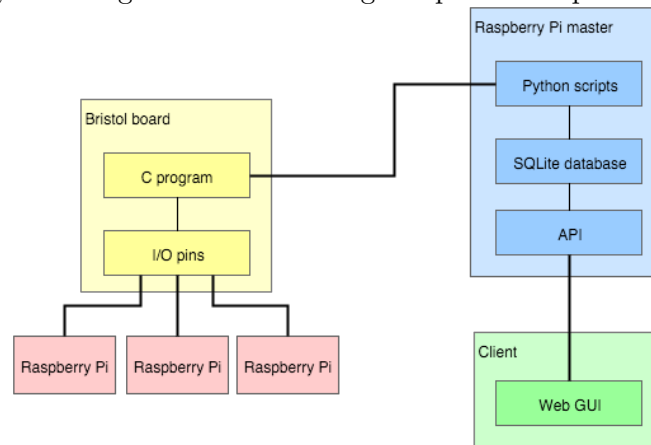 Raspberry Pi master
Python scripts
SQLite database
API
Bristol board
C program
I/O pins
Raspberry Pi
Raspberry Pi
Raspberry Pi
Client
Web GUI